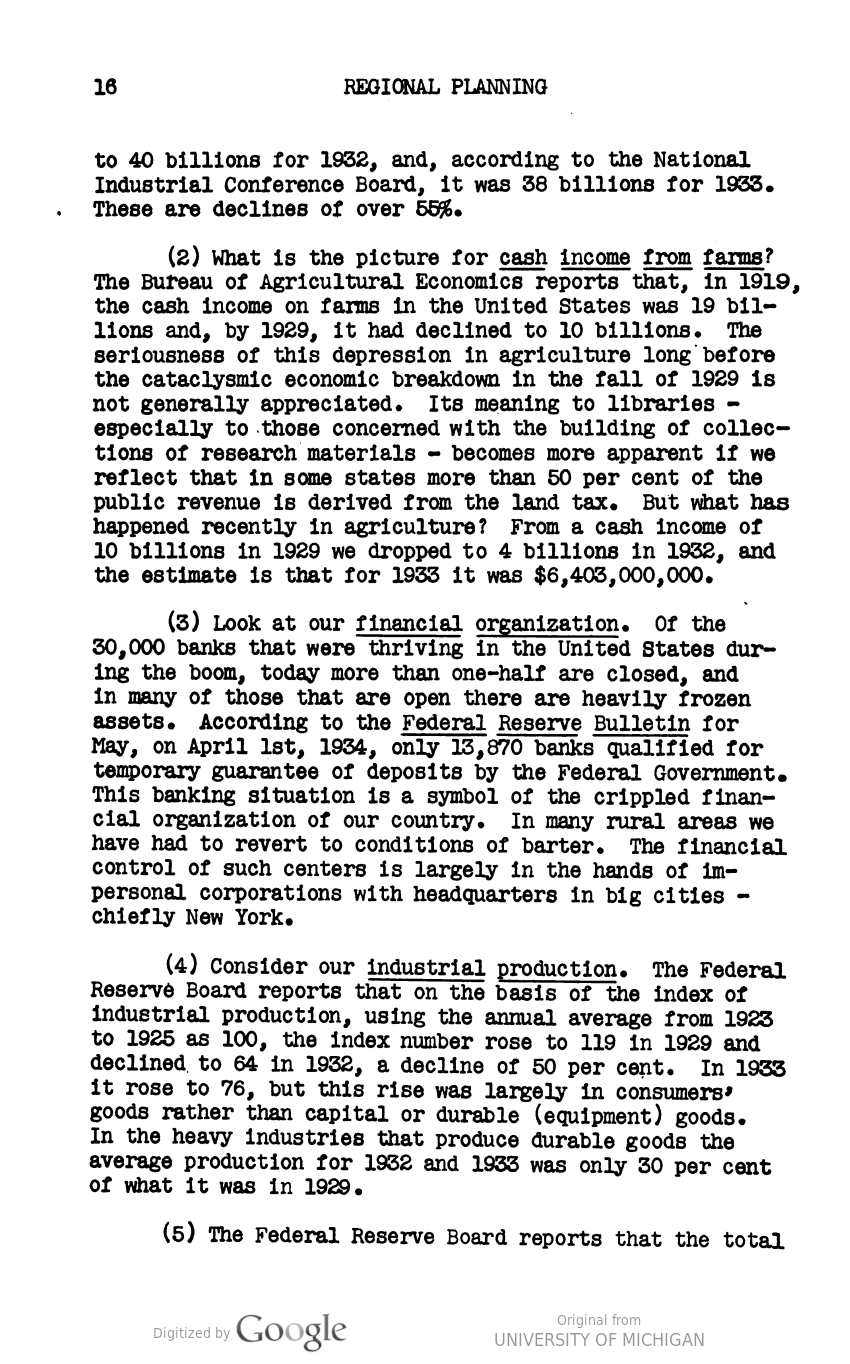 16 REGIONAL PLANNING
to 40 billions for 1932, and, according to the National
Industrial Conference Board, it was 38 billions for 1933.
These are declines of over 55%.
(2) What is the picture for cash income from farms?
The Bureau of Agricultural Economics reports that, in 1919,
the cash income on farms in the United States was 19 bil-
lions and, by 1929, it had declined to 10 billions. The
seriousness of this depression in agriculture long before
the cataclysmic economic breakdown in the fall of 1929 is
not generally appreciated. Its meaning to libraries -
especially to those concerned with the building of collec-
tions of research materials - becomes more apparent if we
reflect that in some states more than 50 per cent of the
public revenue is derived from the land tax. But what has
happened recently in agriculture? From a cash income of
10 billions in 1929 we dropped to 4 billions in 1932, and
the estimate is that for 1933 it was $6,403,000,000.
(3) Look at our financial organization. Of the
30,000 banks that were thriving in the United States dur-
ing the boom, today more than one-half are closed, and
in many of those that are open there are heavily frozen
assets. According to the Federal Reserve Bulletin for
May, on April 1st, 1934, only 13,870 banks qualified for
temporary guarantee of deposits by the Federal Government.
This banking situation is a symbol of the crippled finan-
cial organization of our country. In many rural areas we
have had to revert to conditions of barter. The financial
control of such centers is largely in the hands of im-
personal corporations with headquarters in big cities -
chiefly New York.
(4) Consider our industrial production. The Federal
Reserve Board reports that on the basis of the index of
industrial production, using the annual average from 1923
to 1925 as 100, the index number rose to 119 in 1929 and
declined to 64 in 1932, a decline of 50 per cent. In 1933
it rose to 76, but this rise was largely in consumers'
goods rather than capital or durable (equipment) goods.
In the heavy industries that produce durable goods the
average production for 1932 and 1933 was only 30 per cent
of what it was in 1929.
(5) The Federal Reserve Board reports that the total
Digitized by Google
Original from
UNIVERSITY OF MICHIGAN